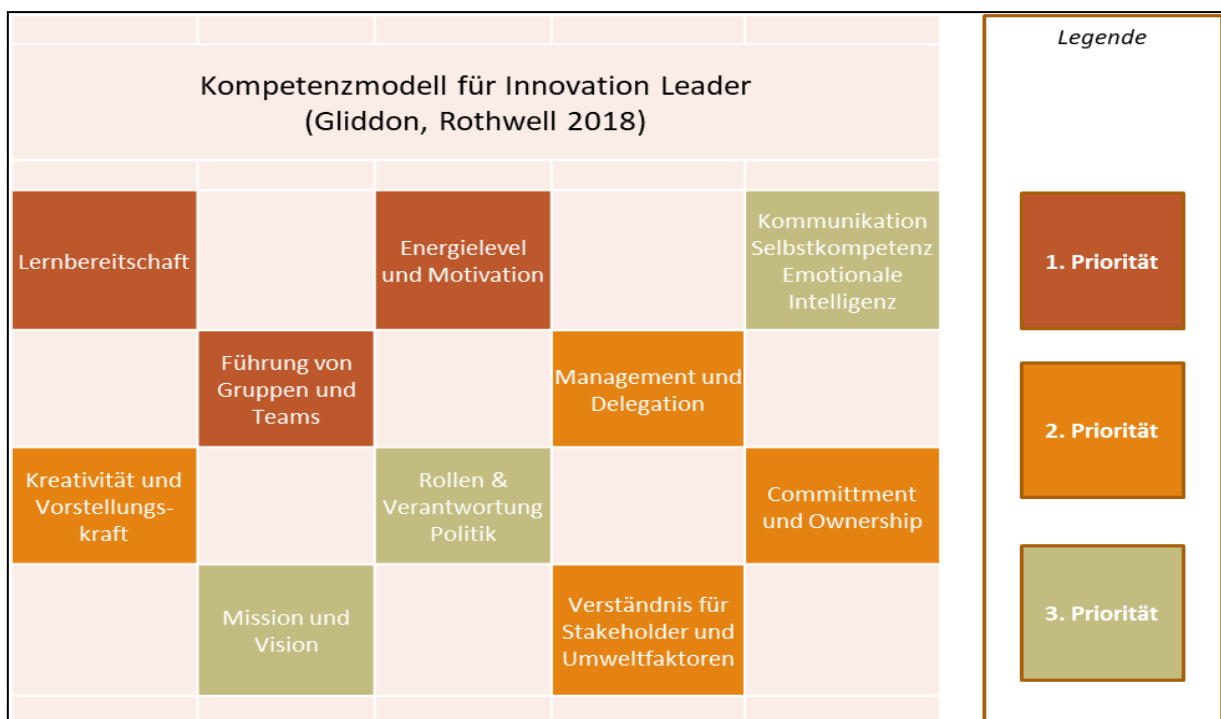 Kompetenzmodell für Innovation Leader
(Gliddon, Rothwell 2018)
Lernbereitschaft
Energielevel
und Motivation
Kommunikation
Selbstkompetenz
Emotionale
Intelligenz
Führung von
Gruppen und
Teams
Management und
Delegation
Kreativität und
Vorstellungs-
kraft
Rollen &
Verantwortung
Politik
Committment
und Ownership
Mission und
Vision
Verständnis für
Stakeholder und
Umweltfaktoren
Legende
1. Priorität
2. Priorität
3. Priorität